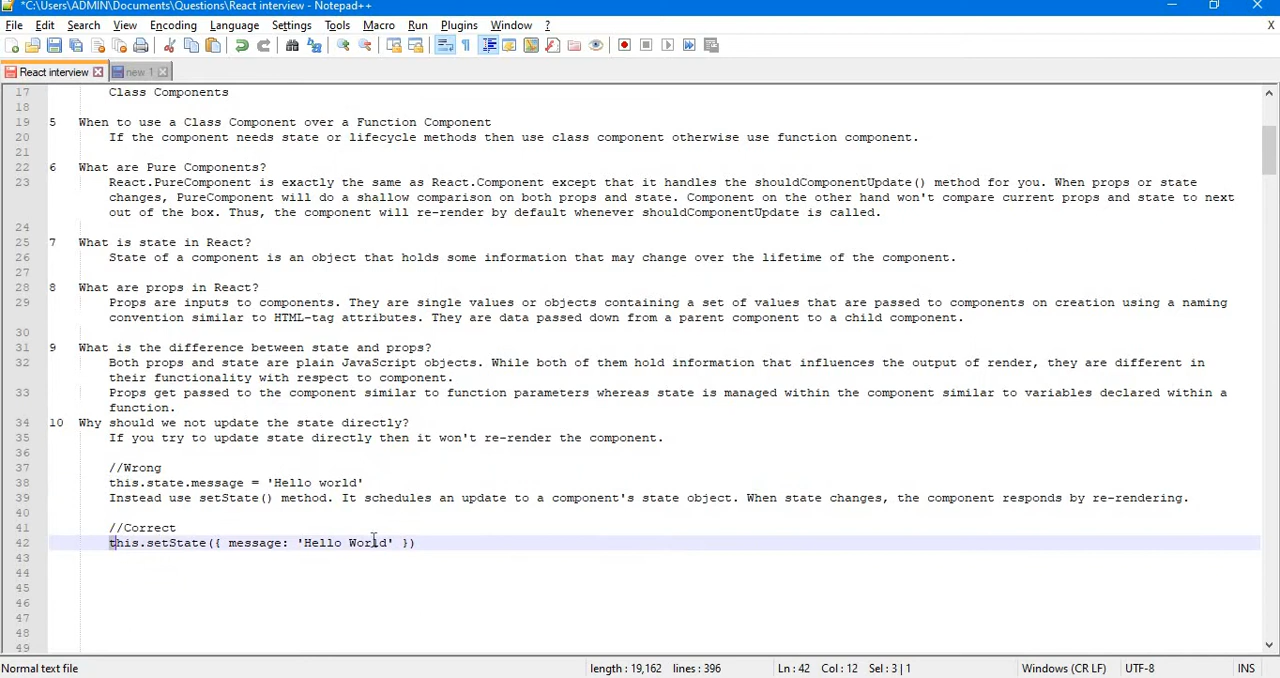 *C:\Users\ADMIN\Documents\Questions\React interview - Notepad++
File Edit Search View Encoding Language Settings Tools Macro Run Plugins Window ? X
React interview new 1
17 Class Components
18
19 5 When to use a Class Component over a Function Component
20 If the component needs state or lifecycle methods then use class component otherwise use function component.
21
22 6 What are Pure Components?
23 React.PureComponent is exactly the same as React.Component except that it handles the shouldComponentUpdate() method for you. When props or state
changes, PureComponent will do a shallow comparison on both props and state. Component on the other hand won't compare current props and state to next
out of the box. Thus, the component will re-render by default whenever shouldComponentUpdate is called.
24
25 7 What is state in React?
26 State of a component is an object that holds some information that may change over the lifetime of the component.
27
28 8 What are props in React?
29 Props are inputs to components. They are single values or objects containing a set of values that are passed to components on creation using a naming
convention similar to HTML-tag attributes. They are data passed down from a parent component to a child component.
30
31 9 What is the difference between state and props?
32 Both props and state are plain JavaScript objects. While both of them hold information that influences the output of render, they are different in
their functionality with respect to component.
33 Props get passed to the component similar to function parameters whereas state is managed within the component similar to variables declared within a
function.
34 10 Why should we not update the state directly?
35 If you try to update state directly then it won't re-render the component.
36
37 //Wrong
38 this.state.message = 'Hello world'
39 Instead use setState() method. It schedules an update to a component's state object. When state changes, the component responds by re-rendering.
40
41 //Correct
42 this.setState({ message: 'Hello World' })
43
44
45
46
47
48
49
Normal text file length : 19,162 lines : 396 Ln : 42 Col : 12 Sel : 3 | 1 Windows (CR LF) UTF-8 INS